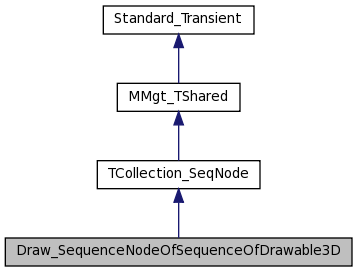 Standard_Transient
MMgt_TShared
TCollection_SeqNode
Draw_SequenceNodeOfSequenceOfDrawable3D